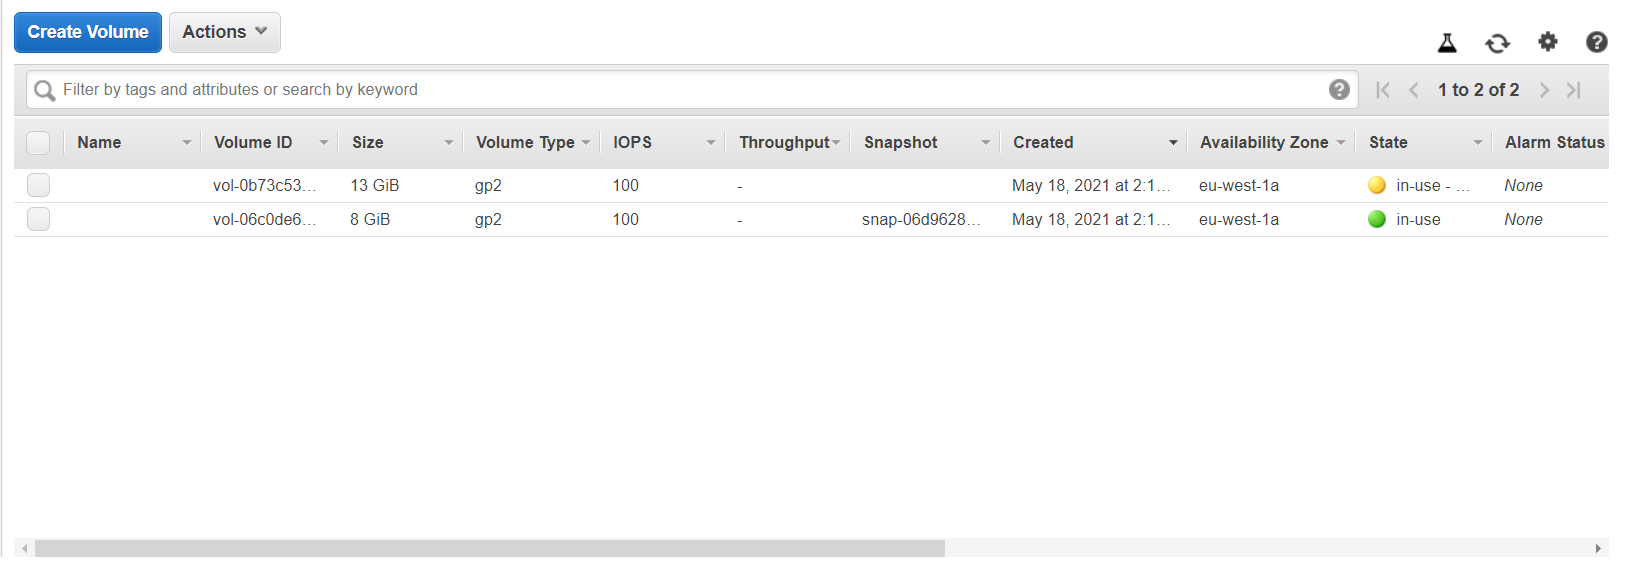 Create Volume Actions
Filter by tags and attributes or search by keyword 1 to 2 of 2
Name Volume ID Size Volume Type IOPS Throughput Snapshot Created Availability Zone State Alarm Status
vol-0b73c53... 13 GiB gp2 100 - May 18, 2021 at 2:1... eu-west-1a in-use - ... None
vol-06c0de6... 8 GiB gp2 100 - snap-06d9628... May 18, 2021 at 2:1... eu-west-1a in-use None